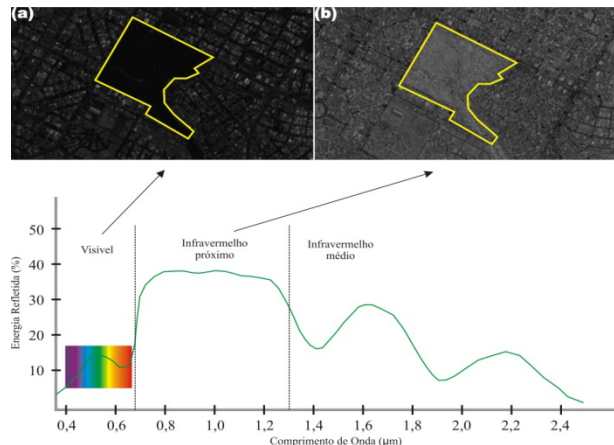 (a)
(b)
50
40
30
20
10
Energia Refletida (%)
Visível
Infravermelho
próximo
Infravermelho
médio
0,4 0,6 0,8 1,0 1,2 1,4 1,6 1,8 2,0 2,2 2,4
Comprimento de Onda (µm)